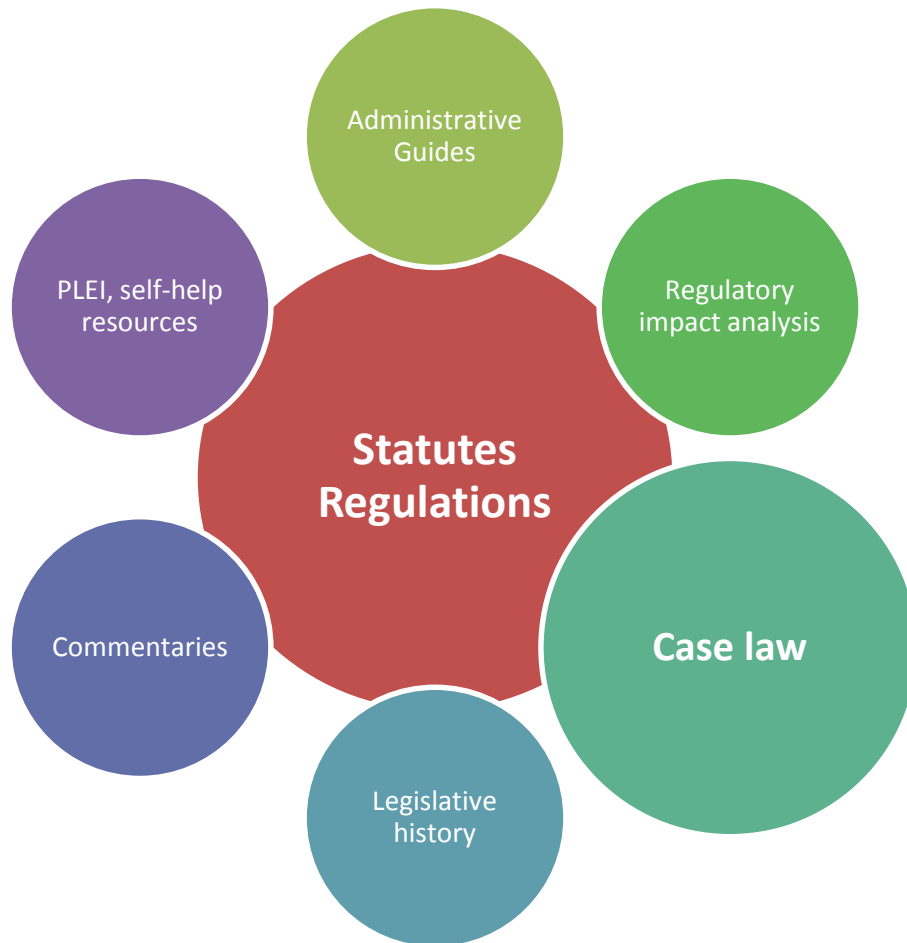 Administrative
Guides
PLEI, self-help
resources
Regulatory
impact analysis
Statutes
Regulations
Commentaries
Case law
Legislative
history